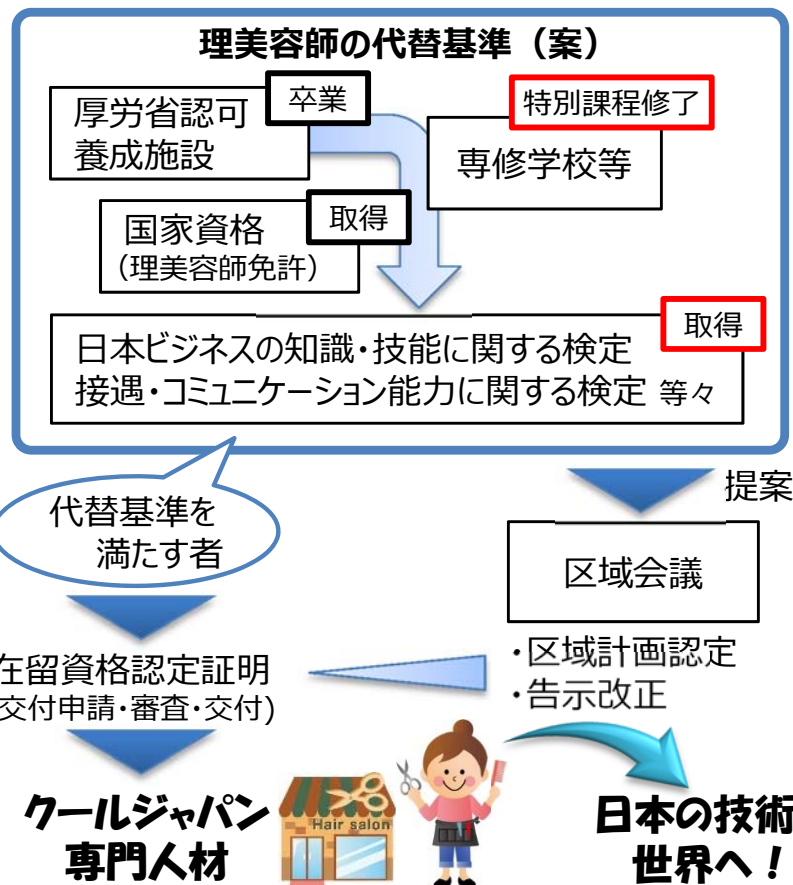 理美容師の代替基準（案）
卒業
厚労省認可
養成施設
特別課程修了
専修学校等
取得
国家資格
（理美容師免許）
取得
日本ビジネスの知識・技能に関する検定
接遇・コミュニケーション能力に関する検定 等々
代替基準を
満たす者
提案
区域会議
・区域計画認定
・告示改正
在留資格認定証明
交付申請・審査・交付)
クールジャパン
専門人材
Hair salon
日本の技術
世界へ！